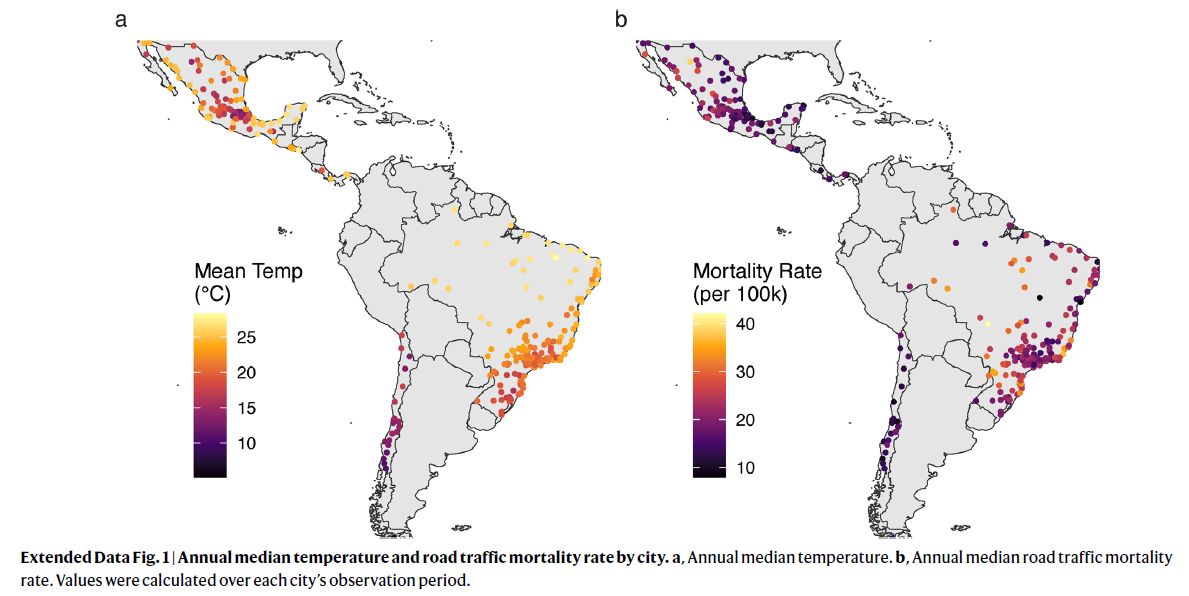 a
b
Mean Temp
(°C)
25
20
15
10
Mortality Rate
(per 100k)
40
30
20
10
Extended Data Fig. 1 | Annual median temperature and road traffic mortality rate by city. a, Annual median temperature. b, Annual median road traffic mortality
rate. Values were calculated over each city’s observation period.